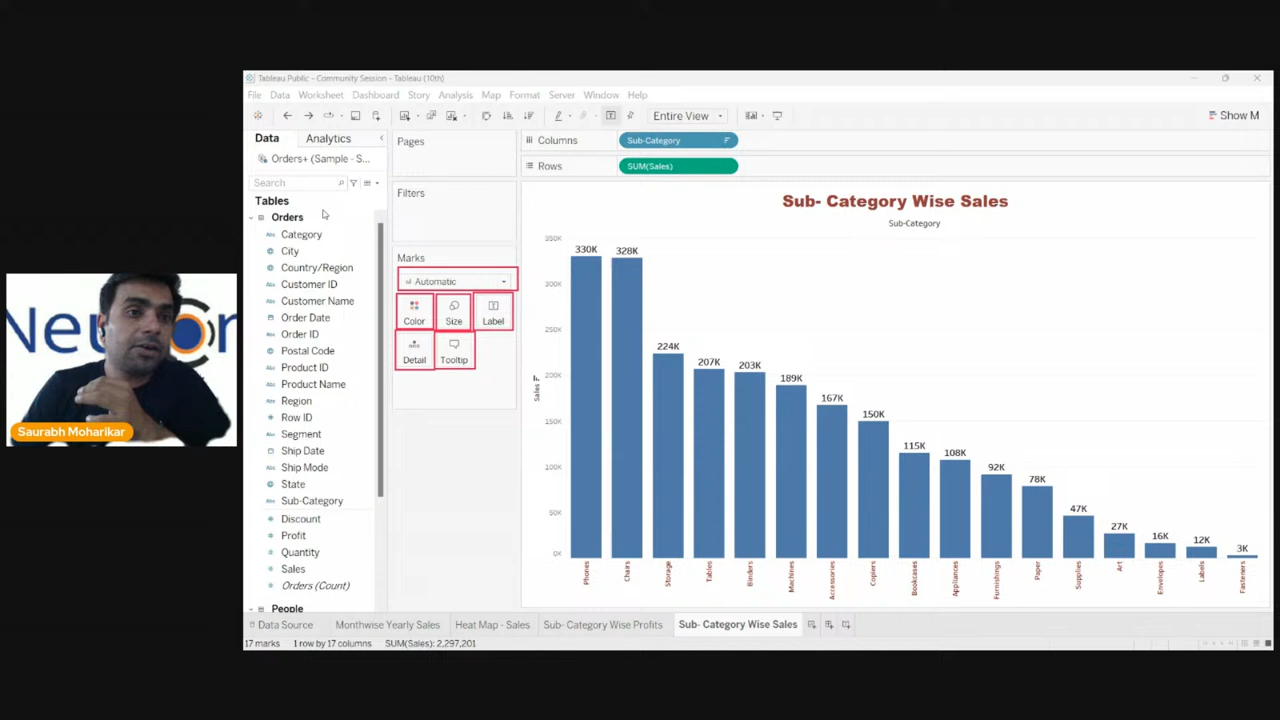 Tableau Public - Community Session - Tableau (10th)
File Data Worksheet Dashboard Story Analysis Map Format Server Window Help
Entire View
Show M
Data Analytics
Orders+ (Sample - S...
Search
Tables
Orders
Category
City
Country/Region
Customer ID
Customer Name
Order Date
Order ID
Postal Code
Product ID
Product Name
Region
Row ID
Segment
Ship Date
Ship Mode
State
Sub-Category
Discount
Profit
Quantity
Sales
Orders (Count)
People
Pages
Filters
Marks
Automatic
Color Size Label
Detail Tooltip
Columns Sub-Category
Rows SUM(Sales)
Sub- Category Wise Sales
Sub-Category
Sales
350K
300K
250K
200K
150K
100K
50K
0K
330K 328K 224K 207K 203K 189K 167K 150K 115K 108K 92K 78K 47K 27K 16K 12K 3K
Phones Chairs Storage Tables Binders Machines Accessories Copiers Bookcases Appliances Furnishings Paper Supplies Art Envelopes Labels Fasteners
Data Source Monthwise Yearly Sales Heat Map - Sales Sub- Category Wise Profits Sub- Category Wise Sales
17 marks 1 row by 17 columns SUM(Sales): 2,297,201
Saurabh Moharikar